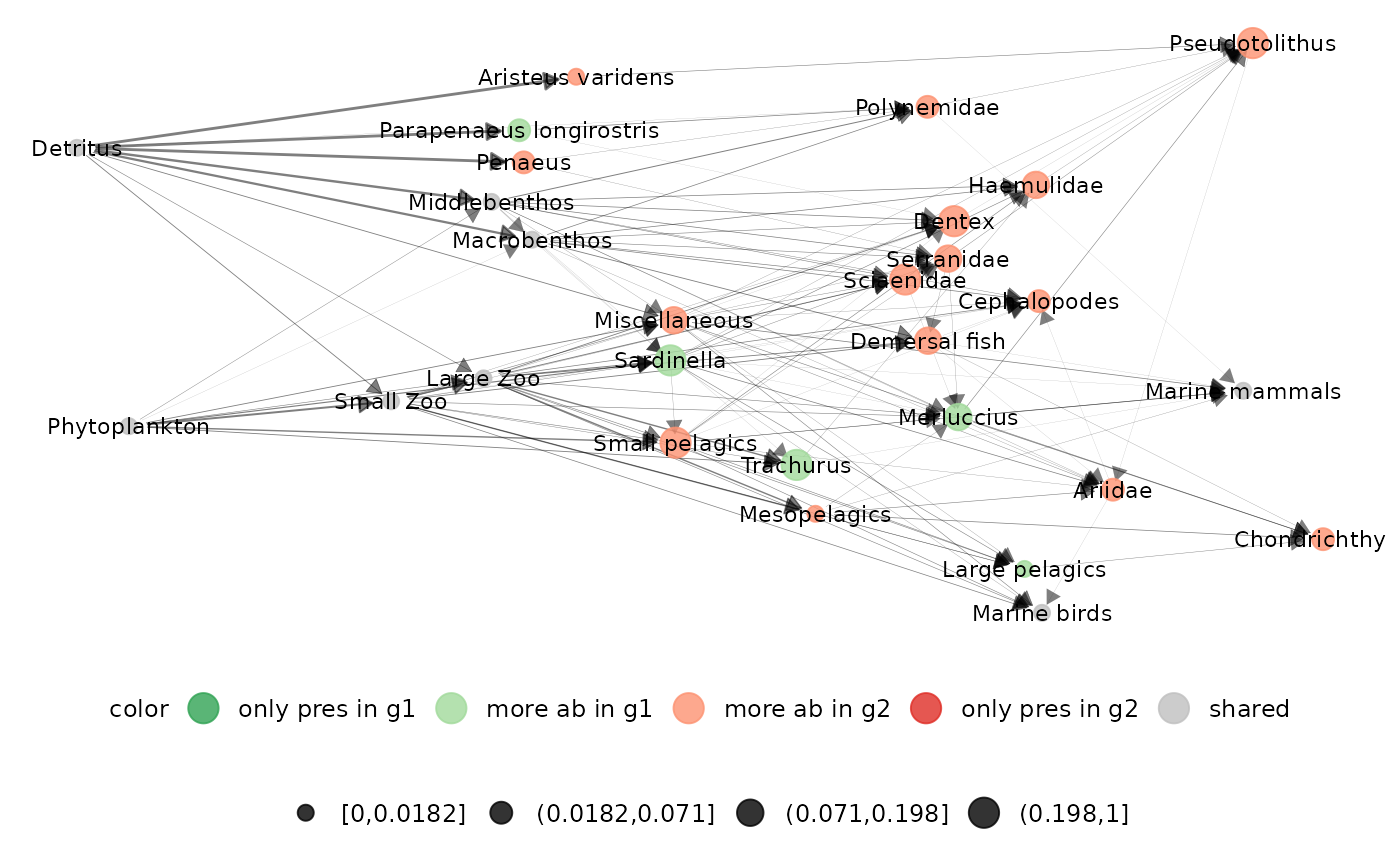 Pseudotolithus
Aristeus varidens
Polynemidae
Parapenaeus longirostris
Detritus
Penaeus
Haemulidae
Middlebenthos
Dentex
Macrobenthos
Serranidae
Sciaenidae
Cephalopodes
Miscellaneous
Demersal fish
Sardinella
Large Zoo
Marine mammals
Small Zoo
Merluccius
Phytoplankton
Small pelagics
Trachurus
Ariidae
Mesopelagics
Chondrichthy
Large pelagics
Marine birds
color only pres in g1 more ab in g1 more ab in g2 only pres in g2 shared
[0,0.0182] (0.0182,0.071] (0.071,0.198] (0.198,1]